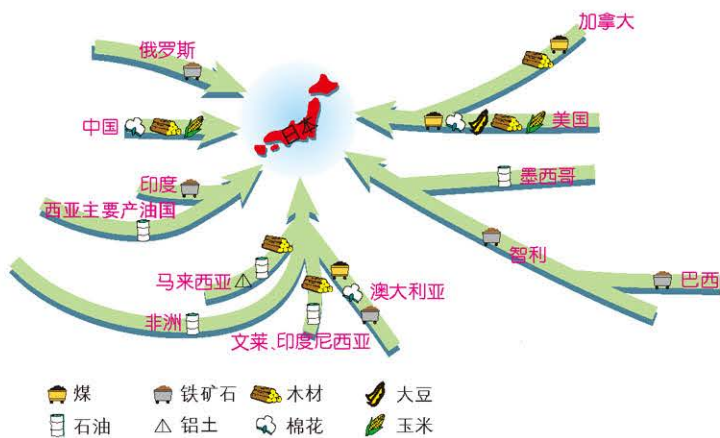 加拿大
俄罗斯
中国
日本
美国
印度
墨西哥
西亚主要产油国
智利
马来西亚
澳大利亚
巴西
非洲
文莱、印度尼西亚
煤
铁矿石
木材
大豆
石油
铝土
棉花
玉米